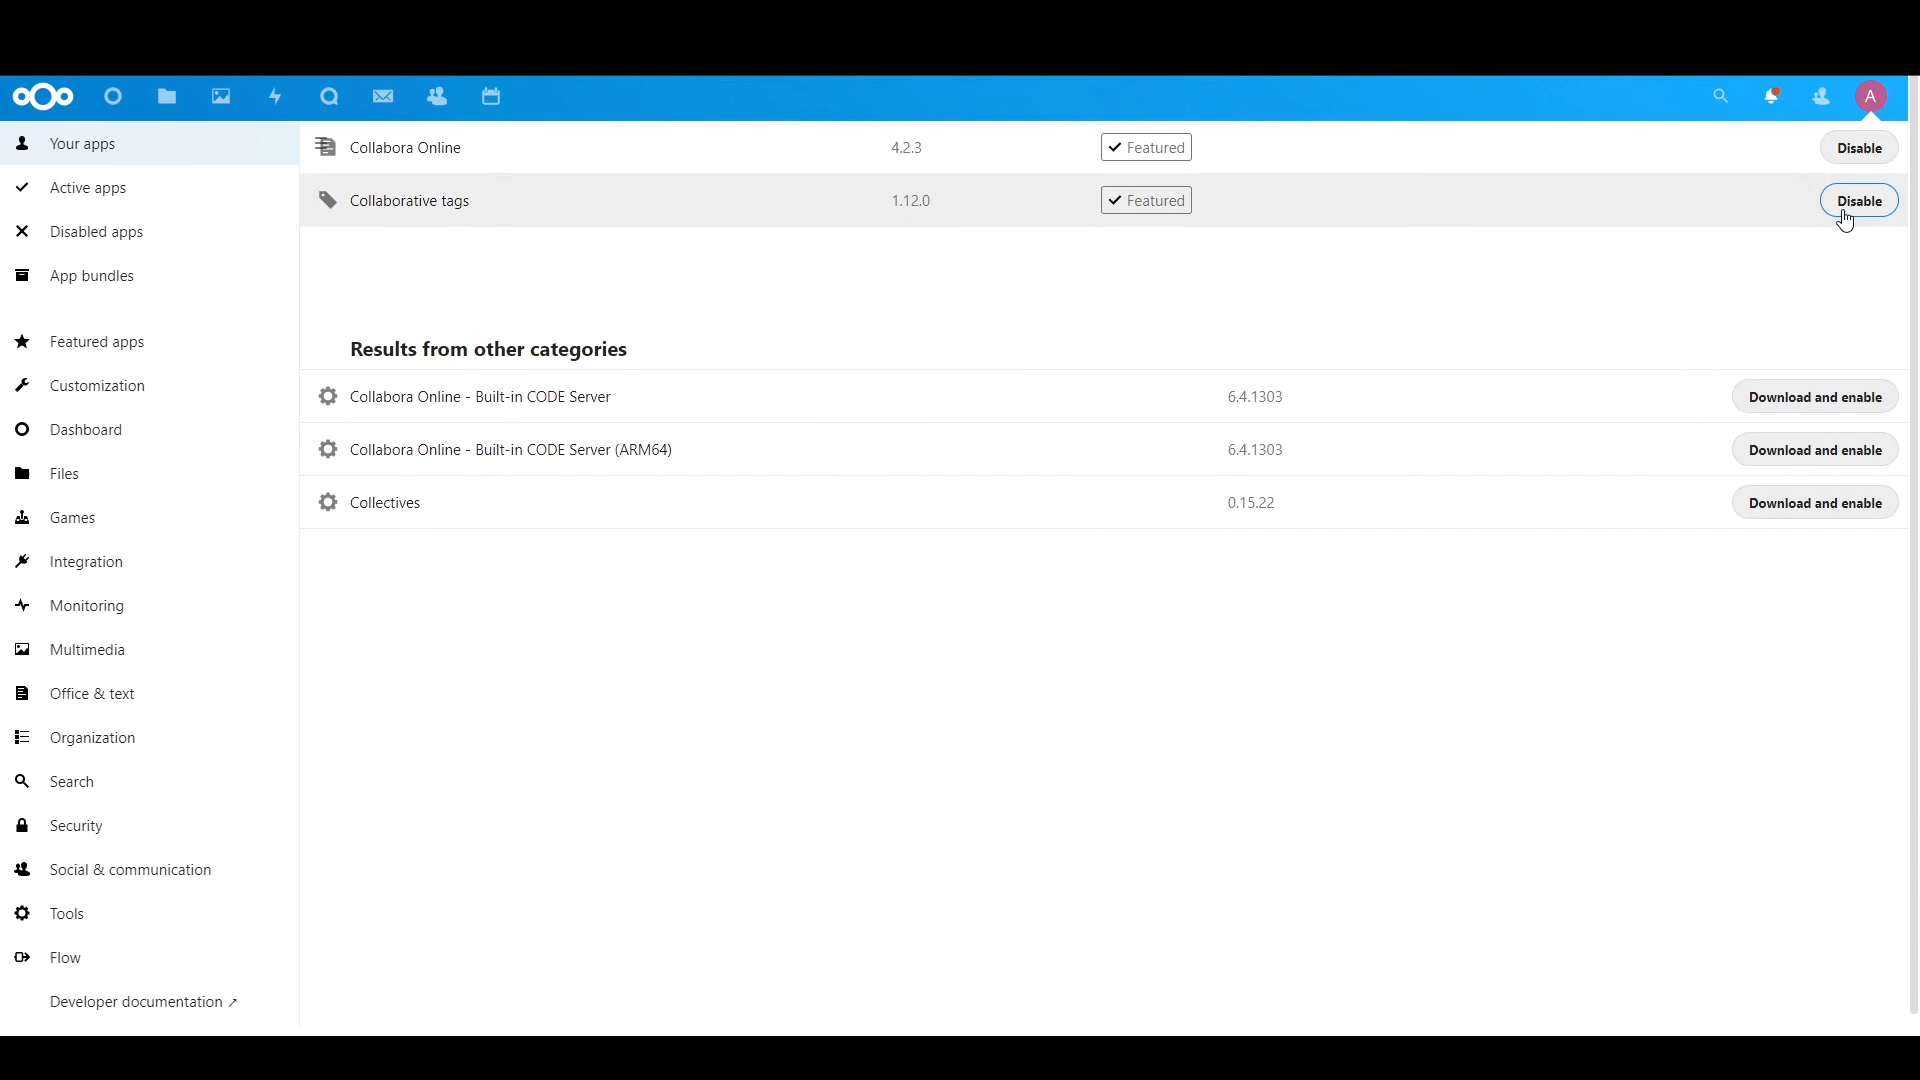 A
Your apps
Active apps
Disabled apps
App bundles
Featured apps
Customization
Dashboard
Files
Games
Integration
Monitoring
Multimedia
Office & text
Organization
Search
Security
Social & communication
Tools
Flow
Developer documentation ↗
Collabora Online 4.2.3 ✓ Featured Disable
Collaborative tags 1.12.0 ✓ Featured Disable
Results from other categories
Collabora Online - Built-in CODE Server 6.4.1303 Download and enable
Collabora Online - Built-in CODE Server (ARM64) 6.4.1303 Download and enable
Collectives 0.15.22 Download and enable